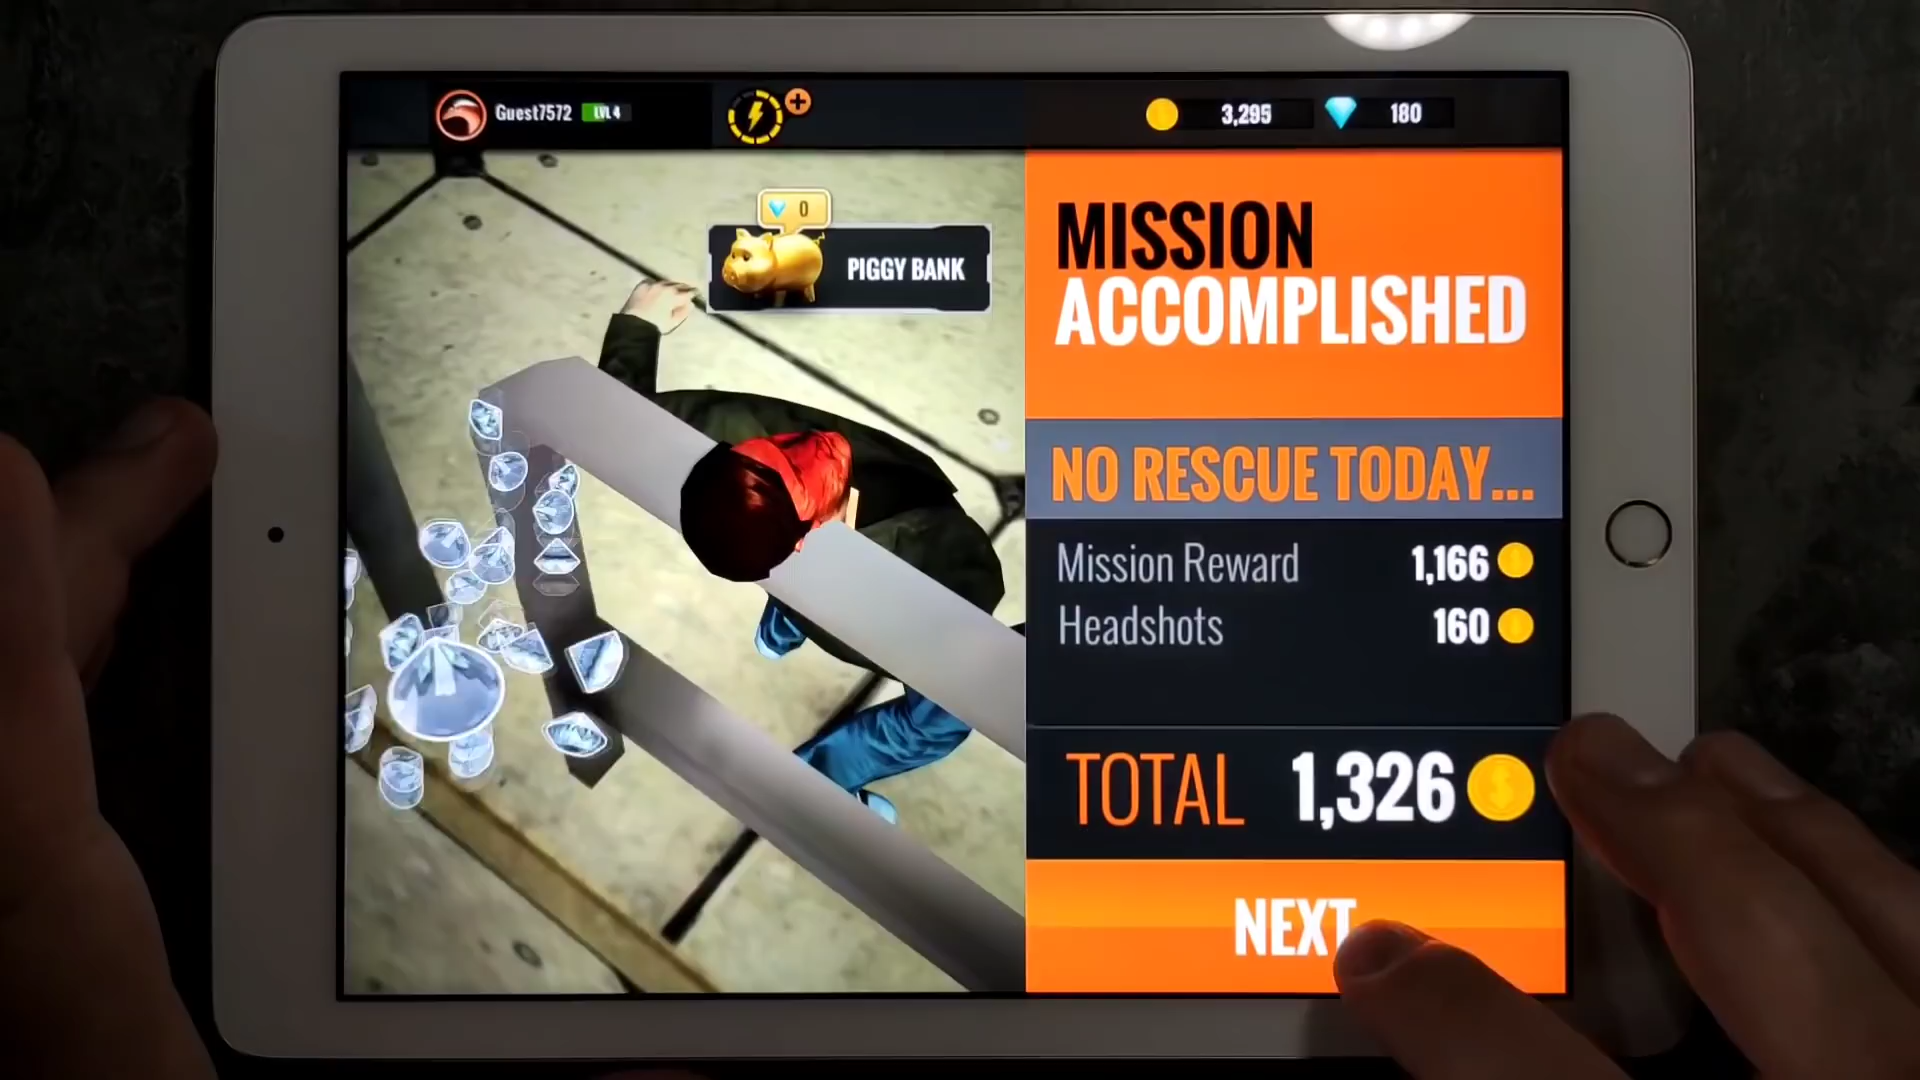 Guest7572 LVL 4
3,295
180
0
PIGGY BANK
MISSION
ACCOMPLISHED
NO RESCUE TODAY...
Mission Reward 1,166
Headshots 160
TOTAL 1,326
NEXT